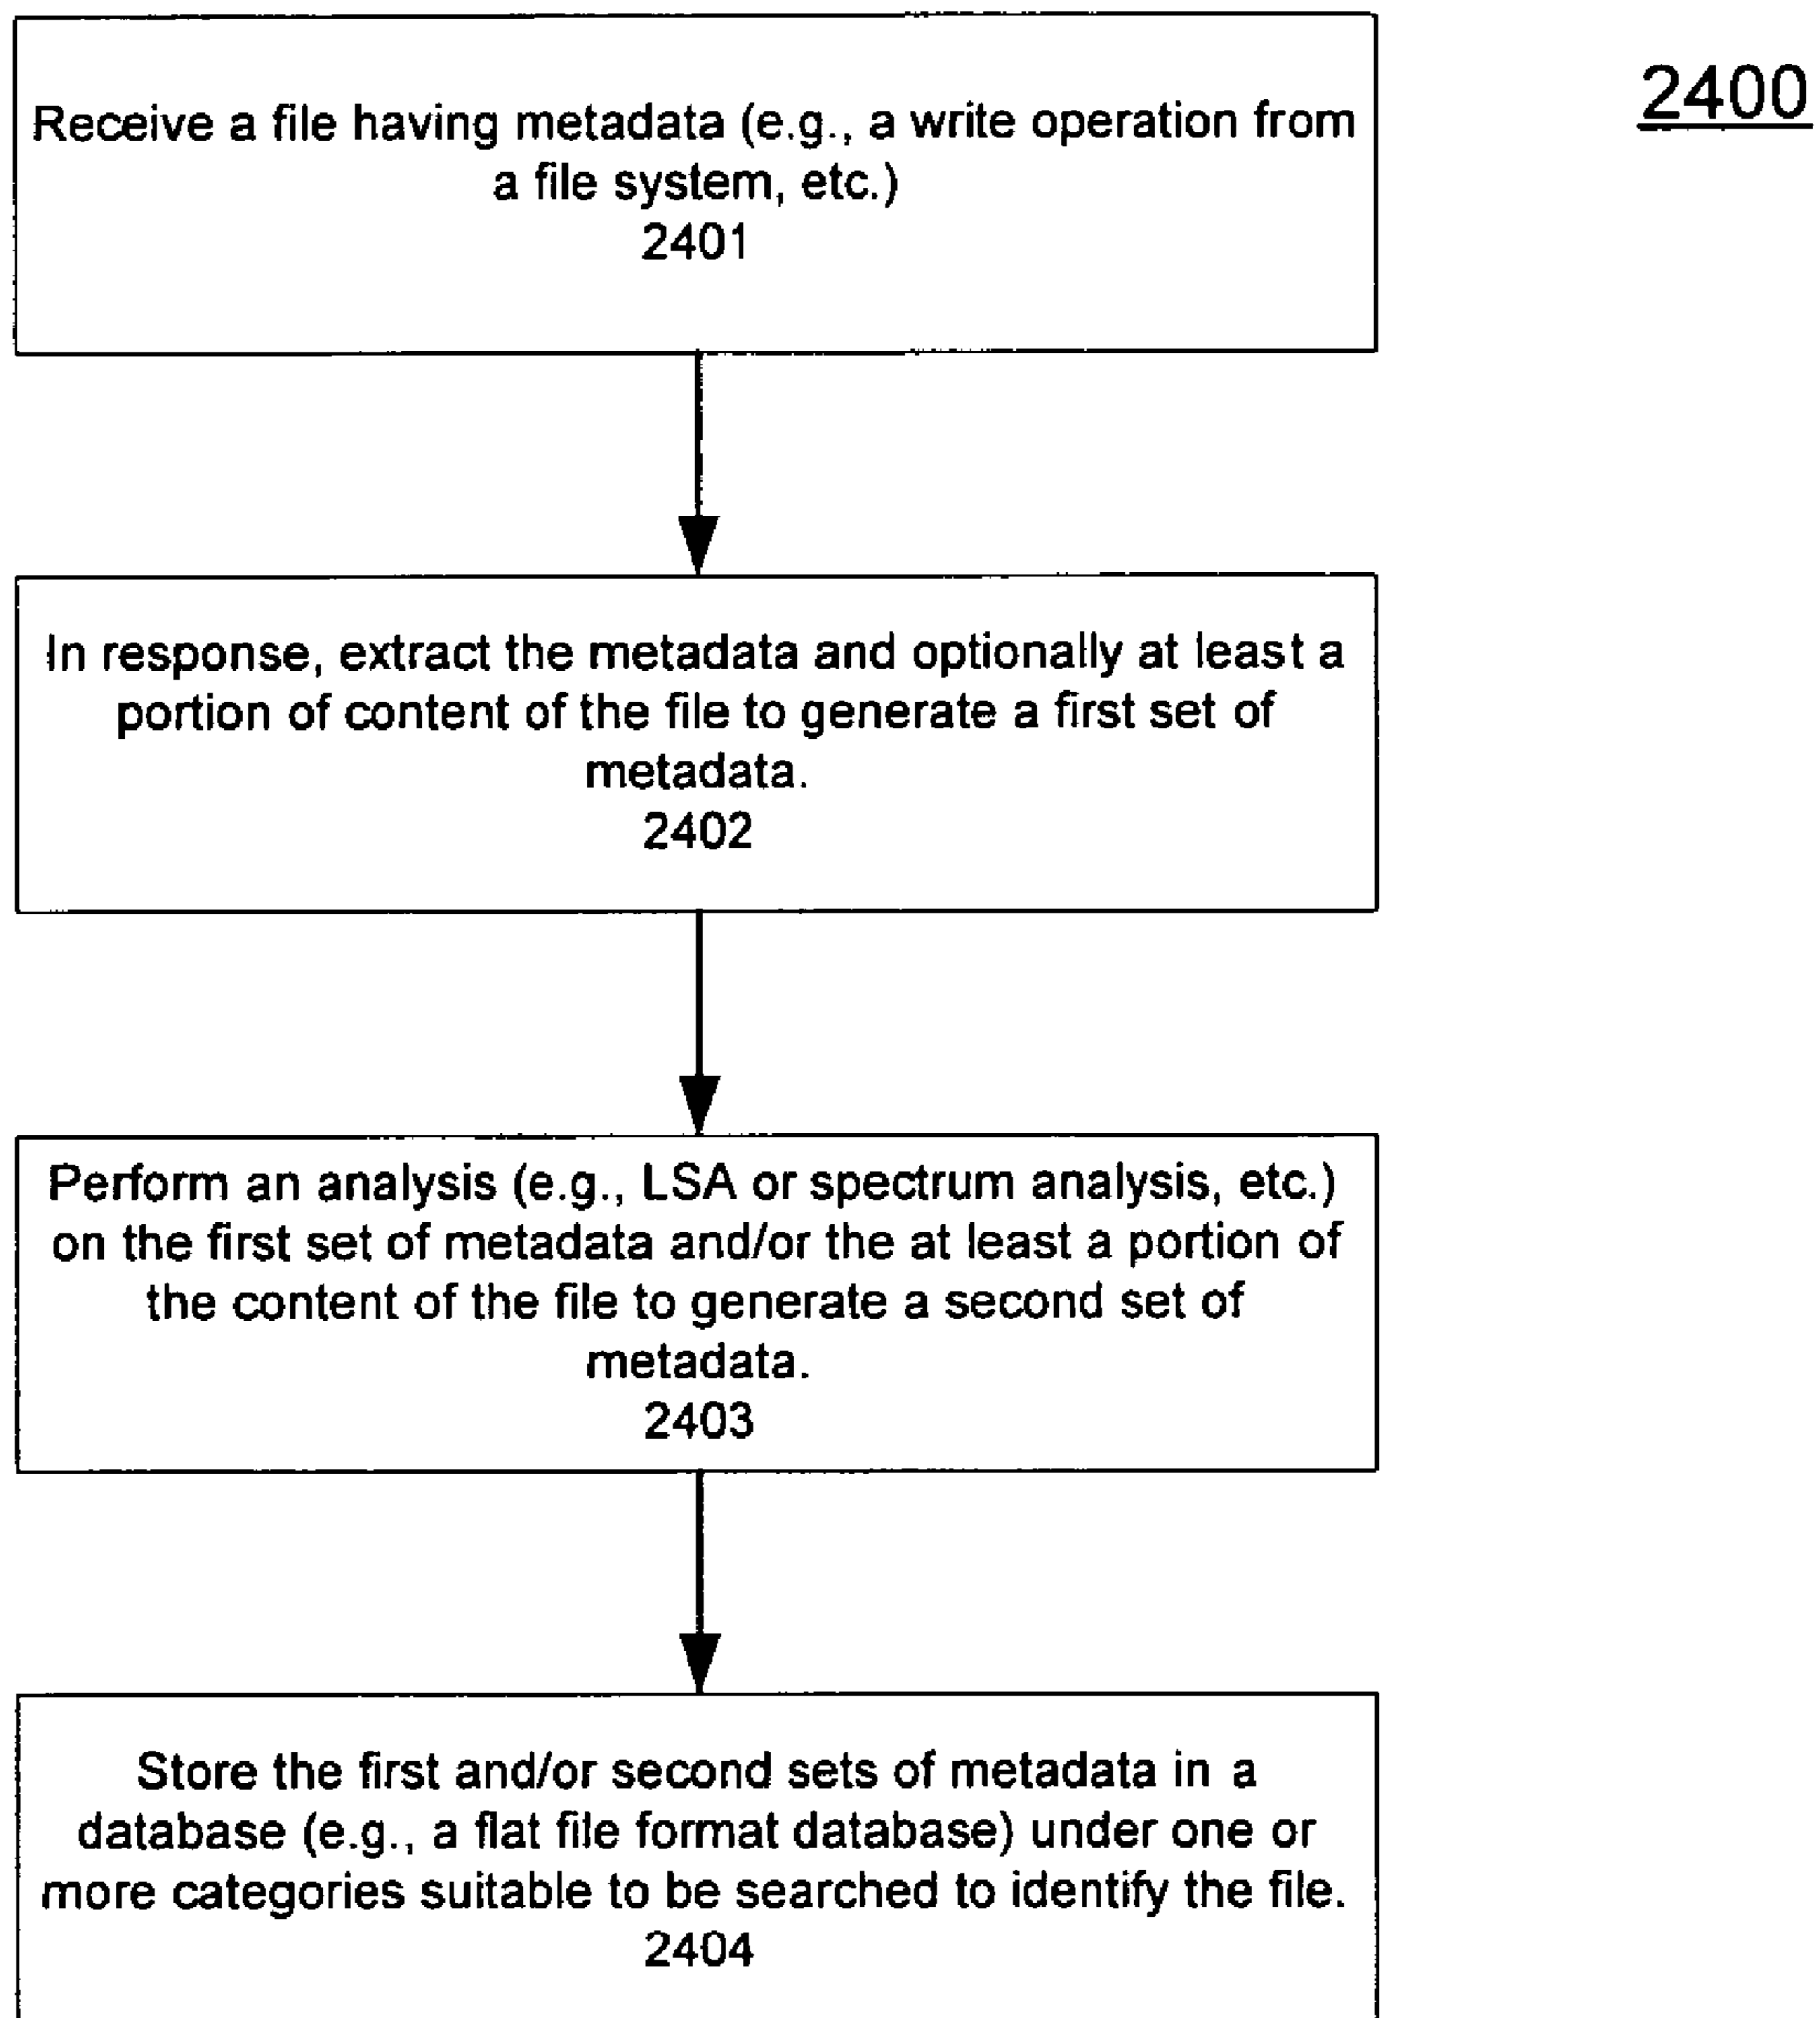 2400
Receive a file having metadata (e.g., a write operation from
a file system, etc.)
2401
In response, extract the metadata and optionally at least a
portion of content of the file to generate a first set of
metadata.
2402
Perform an analysis (e.g., LSA or spectrum analysis, etc.)
on the first set of metadata and/or the at least a portion of
the content of the file to generate a second set of
metadata.
2403
Store the first and/or second sets of metadata in a
database (e.g., a flat file format database) under one or
more categories suitable to be searched to identify the file.
2404